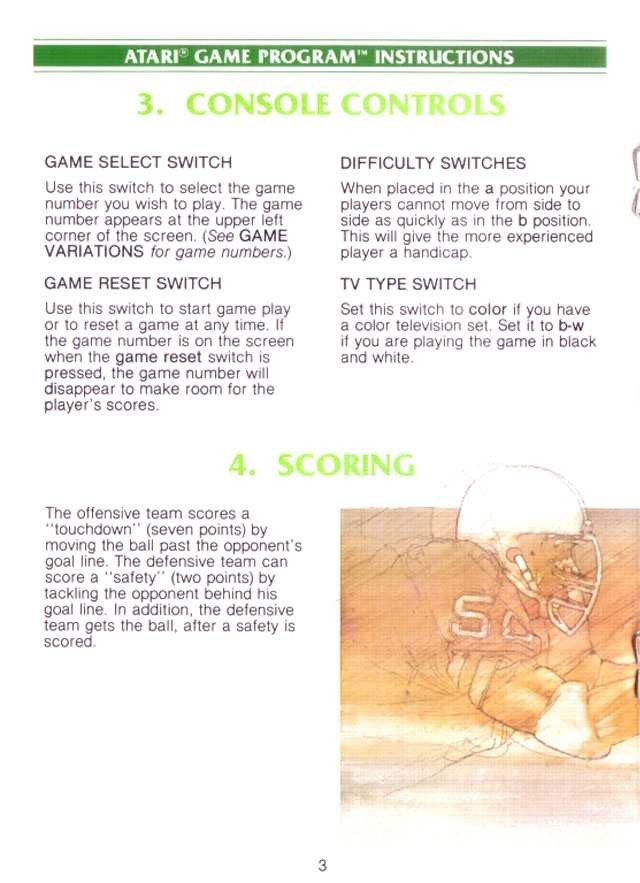 ATARI® GAME PROGRAM™ INSTRUCTIONS
3. CONSOLE CONTROLS
GAME SELECT SWITCH
Use this switch to select the game
number you wish to play. The game
number appears at the upper left
corner of the screen. (See GAME
VARIATIONS for game numbers.)
GAME RESET SWITCH
Use this switch to start game play
or to reset a game at any time. If
the game number is on the screen
when the game reset switch is
pressed, the game number will
disappear to make room for the
player's scores.
DIFFICULTY SWITCHES
When placed in the a position your
players cannot move from side to
side as quickly as in the b position.
This will give the more experienced
player a handicap.
TV TYPE SWITCH
Set this switch to color if you have
a color television set. Set it to b-w
if you are playing the game in black
and white.
4. SCORING
The offensive team scores a
"touchdown" (seven points) by
moving the ball past the opponent's
goal line. The defensive team can
score a "safety" (two points) by
tackling the opponent behind his
goal line. In addition, the defensive
team gets the ball, after a safety is
scored.
3